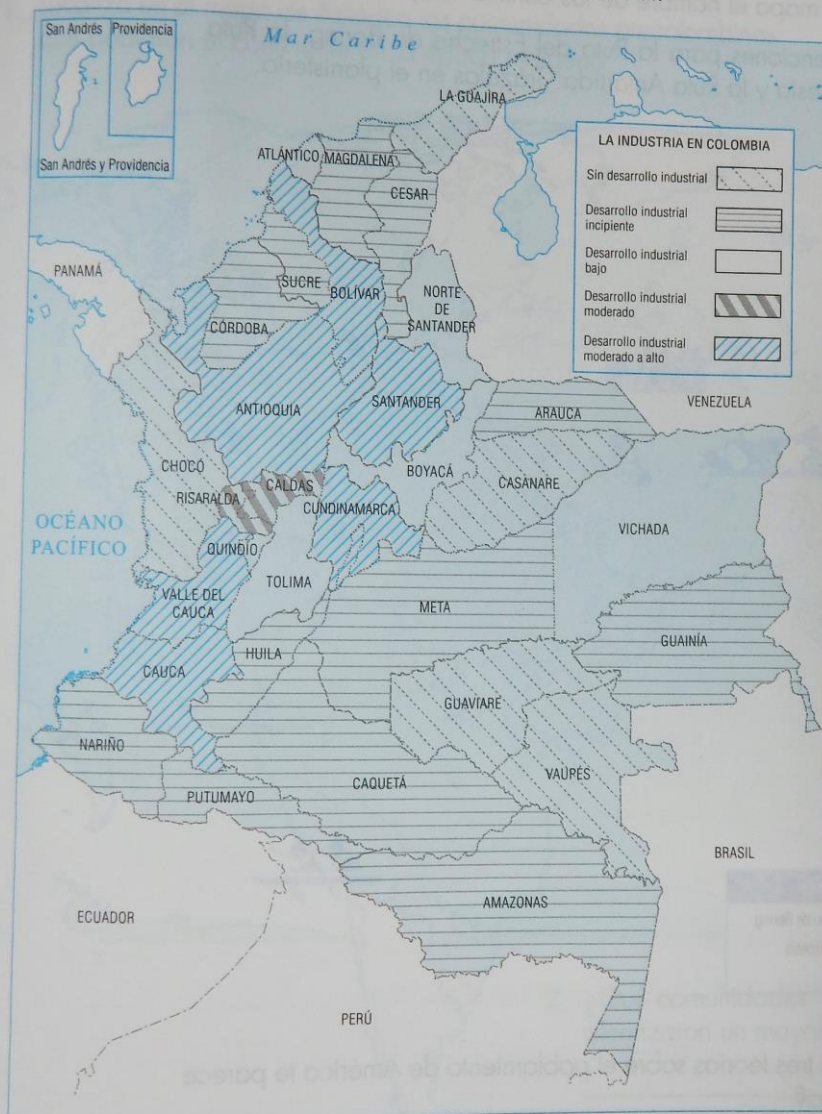 San Andrés
Providencia
San Andrés y Providencia
Mar Caribe
LA GUAJIRA
ATLÁNTICO
MAGDALENA
CESAR
LA INDUSTRIA EN COLOMBIA
Sin desarrollo industrial
Desarrollo industrial
incipiente
Desarrollo industrial
bajo
Desarrollo industrial
moderado
Desarrollo industrial
moderado a alto
PANAMÁ
SUCRE
BOLÍVAR
NORTE
DE
SANTANDER
CÓRDOBA
ANTIOQUIA
SANTANDER
ARAUCA
VENEZUELA
CHOCÓ
BOYACÁ
CASANARE
RISARALDA
CALDAS
CUNDINAMARCA
OCÉANO
PACÍFICO
VICHADA
QUINDÍO
TOLIMA
VALLE DEL
CAUCA
META
GUAINÍA
HUILA
CAUCA
GUAVIARE
NARIÑO
VAUPÉS
CAQUETÁ
PUTUMAYO
BRASIL
AMAZONAS
ECUADOR
PERÚ